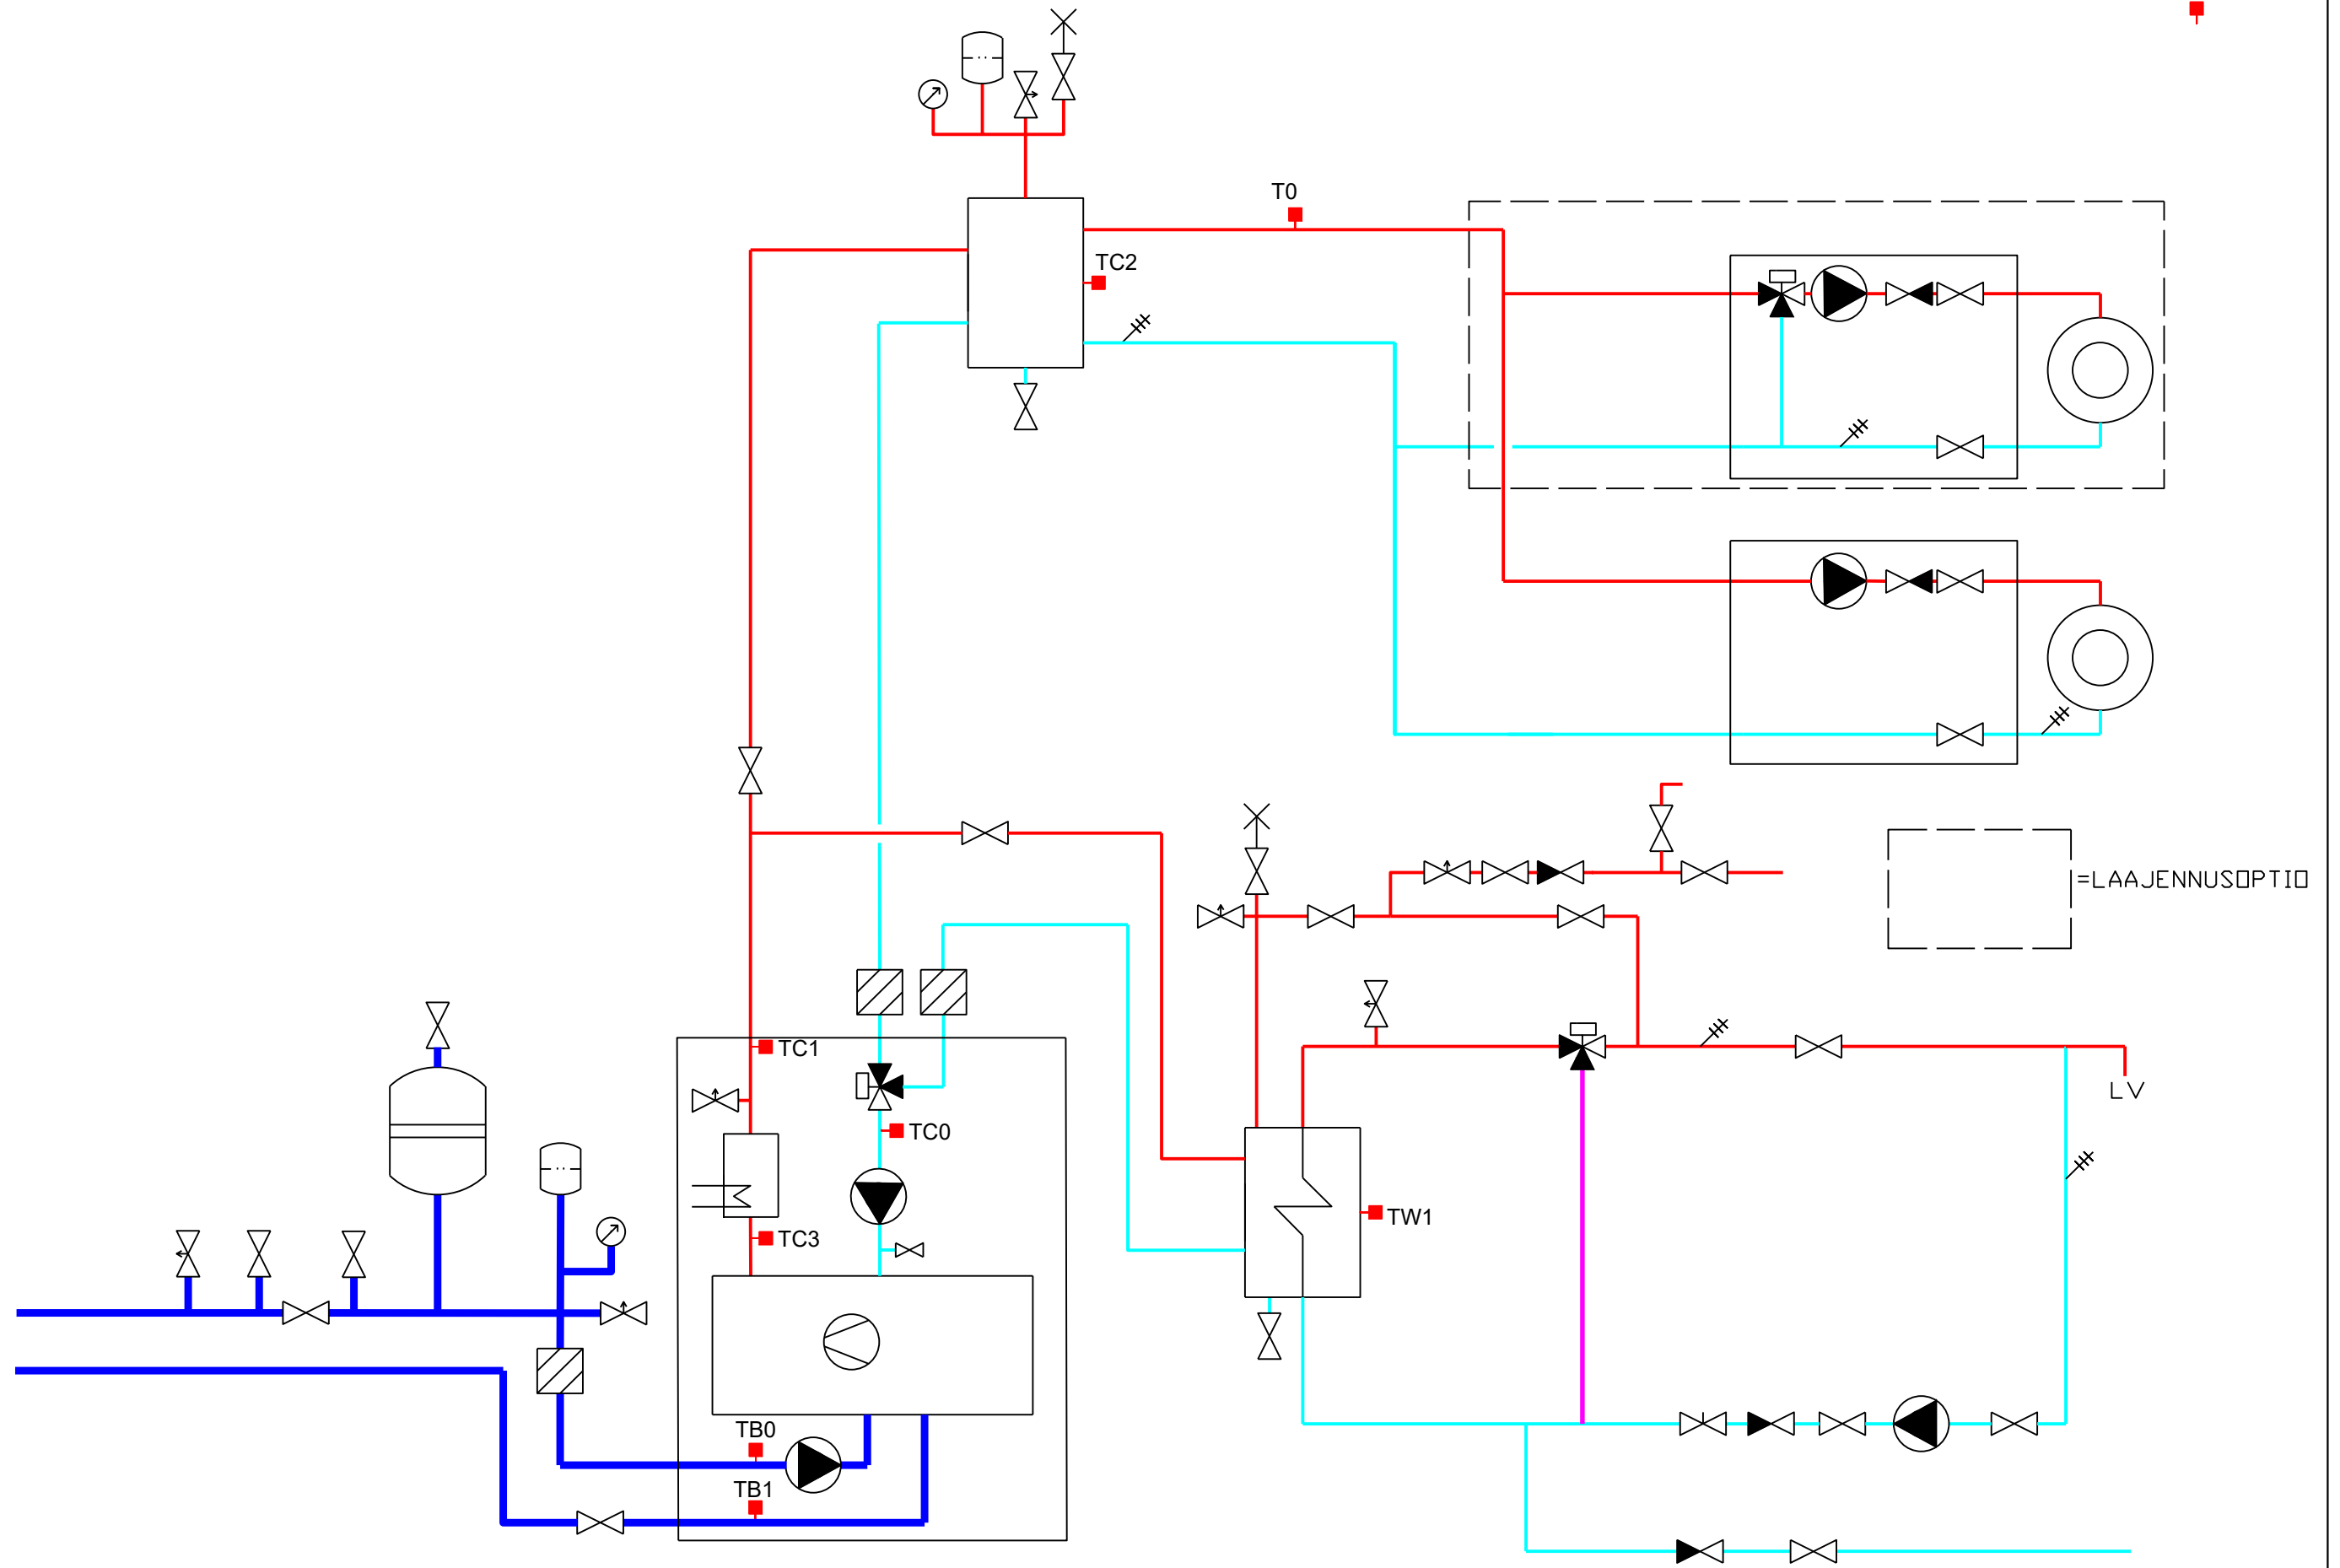 T0
TC2
=LAAJENNUSOPTIO
TC1
LV
TC0
TW1
TC3
TB0
TB1